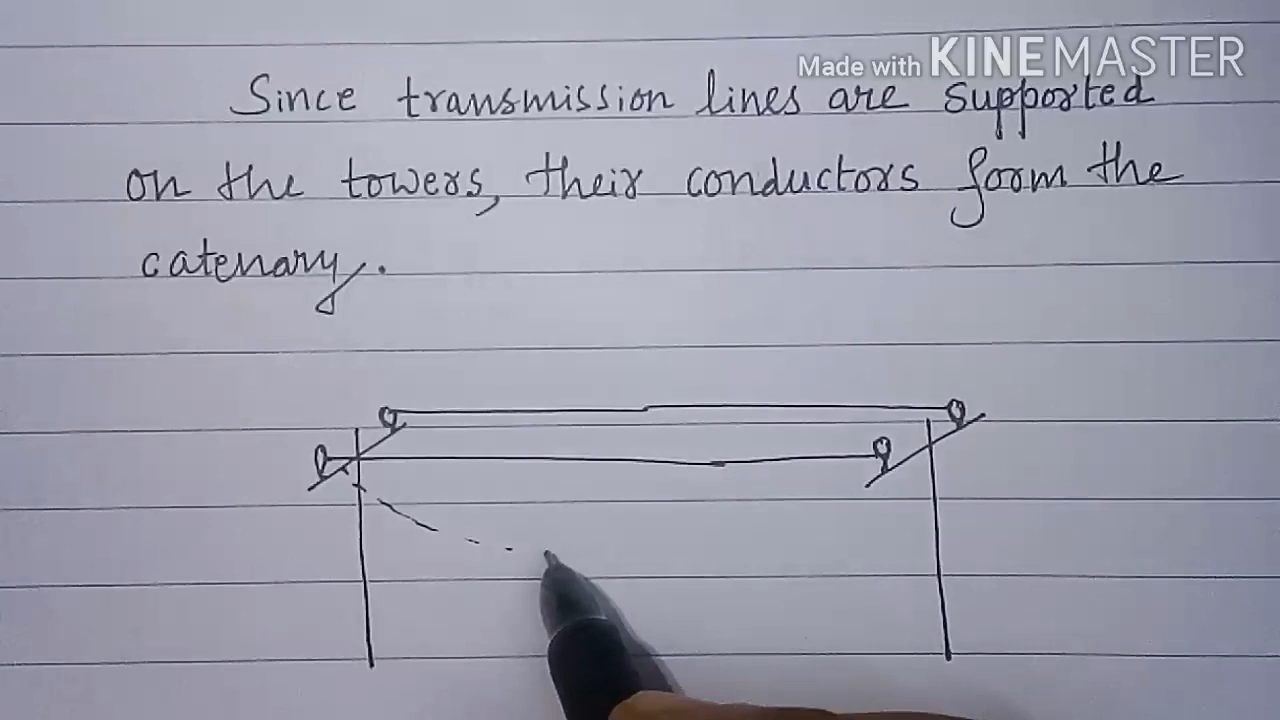 Made with KINEMASTER
Since transmission lines are supported
on the towers, their conductors form the
catenary.